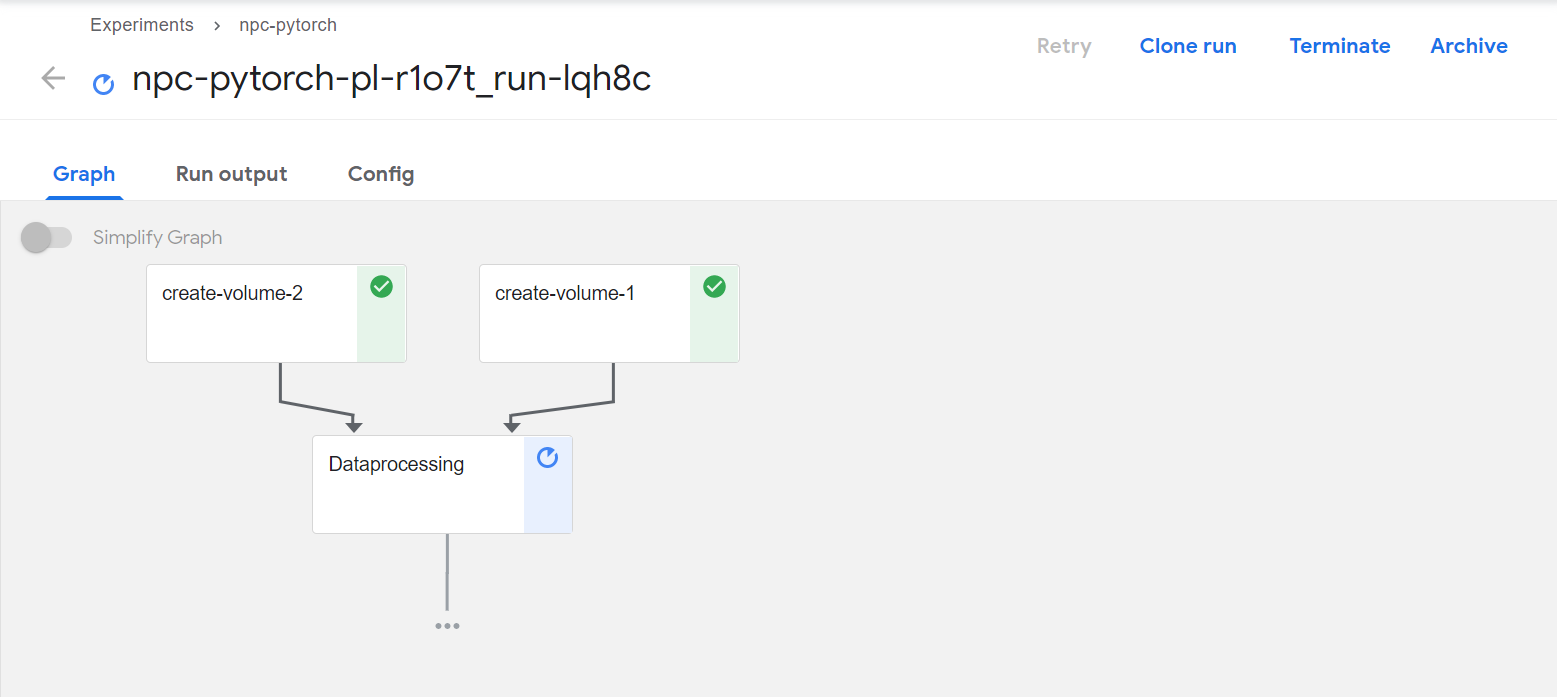 Experiments > npc-pytorch
Retry Clone run Terminate Archive
npc-pytorch-pl-r1o7t_run-lqh8c
Graph Run output Config
Simplify Graph
create-volume-2 create-volume-1
Dataprocessing